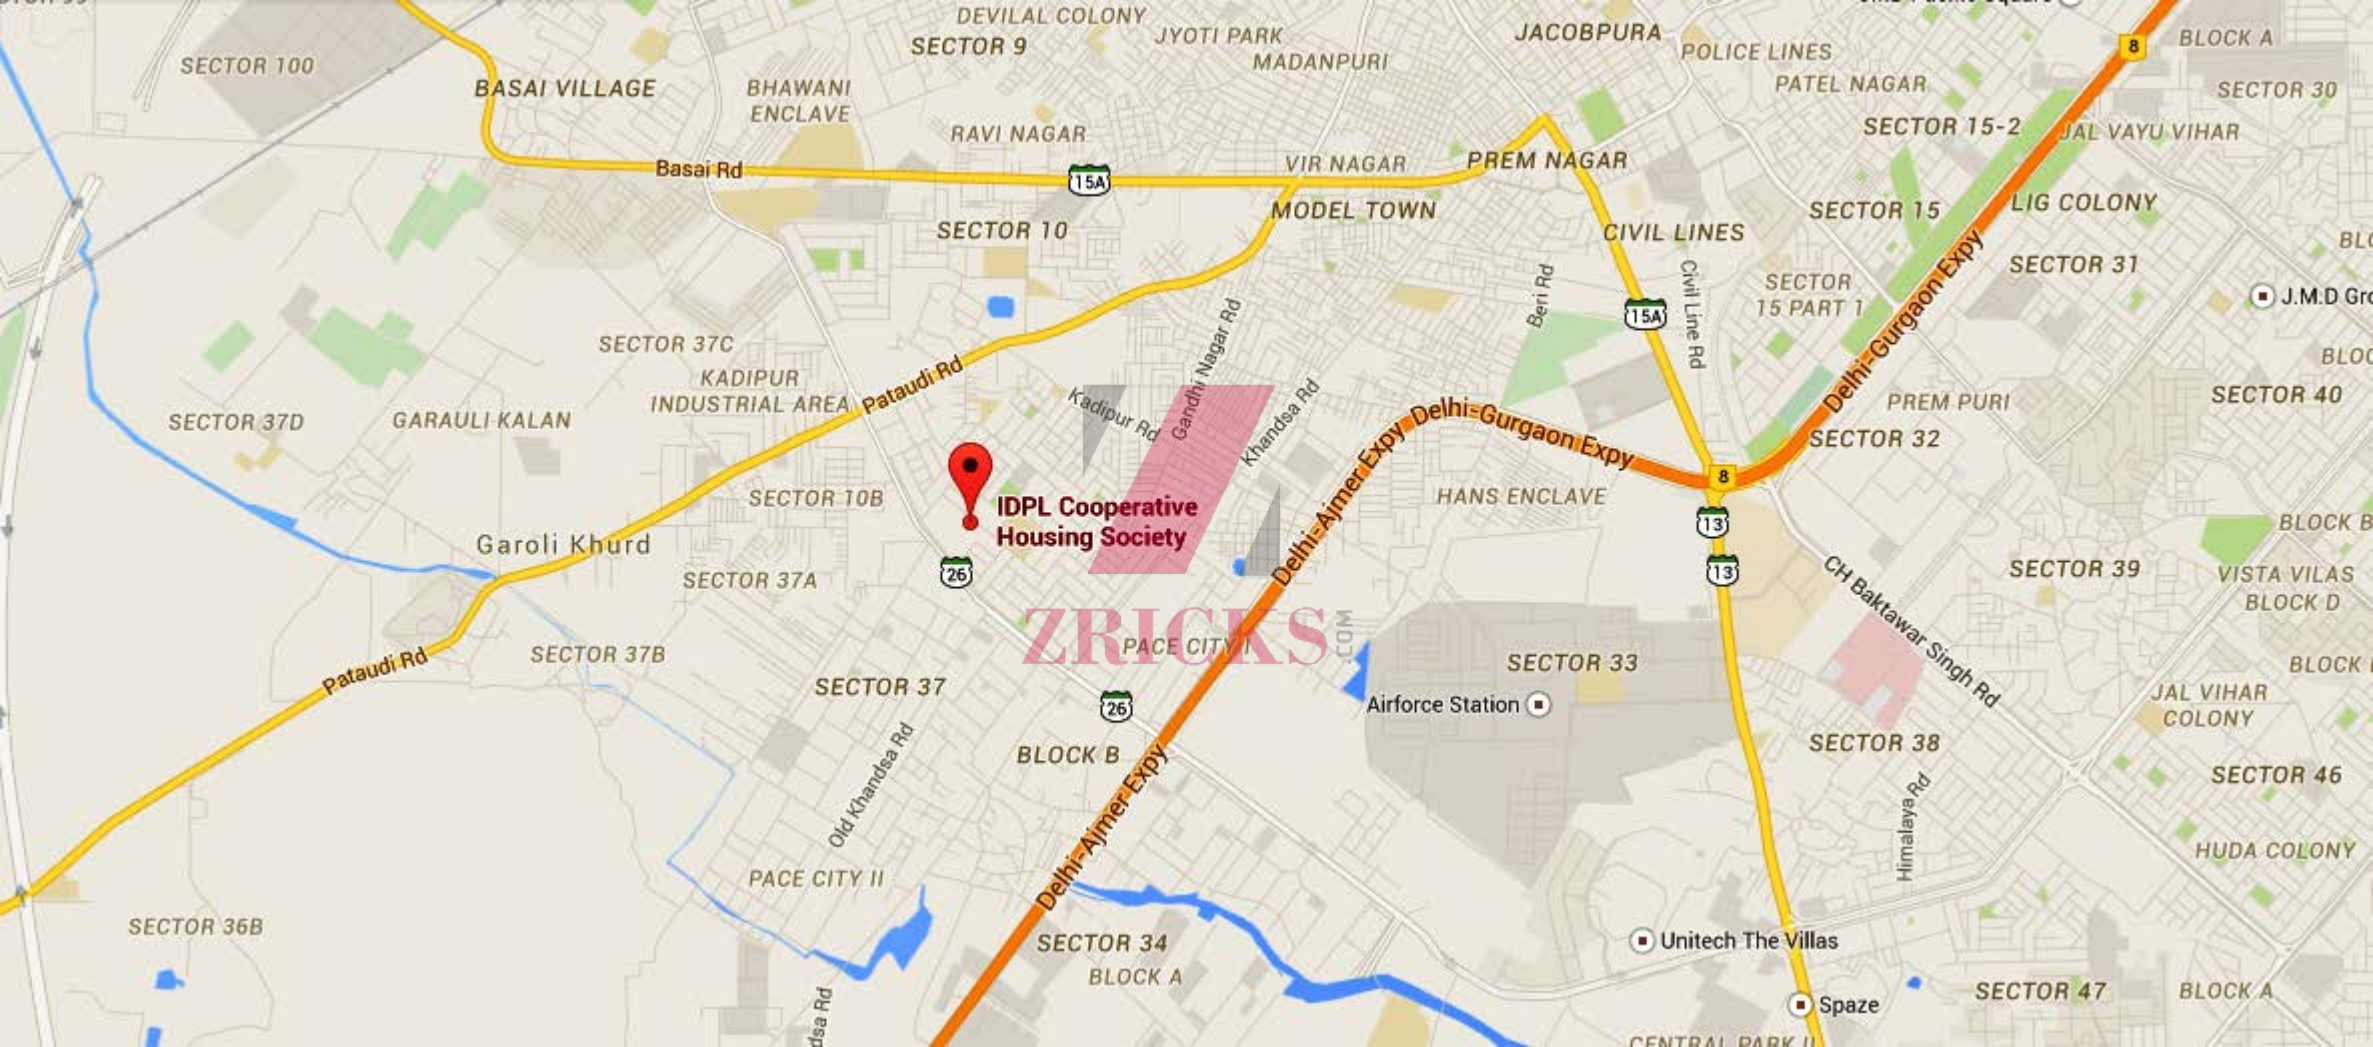 DEVILAL COLONY
SECTOR 9
JYOTI PARK
MADANPURI
JACOBPURA
POLICE LINES
PATEL NAGAR
8
BLOCK A
SECTOR 30
SECTOR 100
BASAI VILLAGE
BHAWANI
ENCLAVE
RAVI NAGAR
SECTOR 15-2
JAL VAYU VIHAR
Basai Rd
15A
VIR NAGAR
PREM NAGAR
MODEL TOWN
SECTOR 10
CIVIL LINES
SECTOR 15
LIG COLONY
SECTOR 31
SECTOR
15 PART 1
Beri Rd
Civil Line Rd
15A
Delhi-Gurgaon Expy
J.M.D Gro
SECTOR 37C
KADIPUR
INDUSTRIAL AREA
Pataudi Rd
Gandhi Nagar Rd
Kadipur Rd
Khandsa Rd
SECTOR 37D
GARAULI KALAN
PREM PURI
SECTOR 40
SECTOR 32
Delhi-Gurgaon Expy
Delhi-Ajmer Expy
8
SECTOR 10B
IDPL Cooperative
Housing Society
HANS ENCLAVE
13
13
BLOCK B
Garoli Khurd
26
SECTOR 37A
CH Baktawar Singh Rd
SECTOR 39
VISTA VILAS
BLOCK D
ZRICKS
.COM
PACE CITY I
SECTOR 37B
Pataudi Rd
SECTOR 33
Airforce Station
SECTOR 37
26
BLOCK
JAL VIHAR
COLONY
SECTOR 38
BLOCK B
Old Khandsa Rd
Delhi-Ajmer Expy
SECTOR 46
Himalaya Rd
HUDA COLONY
PACE CITY II
SECTOR 36B
SECTOR 34
BLOCK A
Unitech The Villas
SECTOR 47
BLOCK A
Spaze
CENTRAL PARK II
dsa Rd